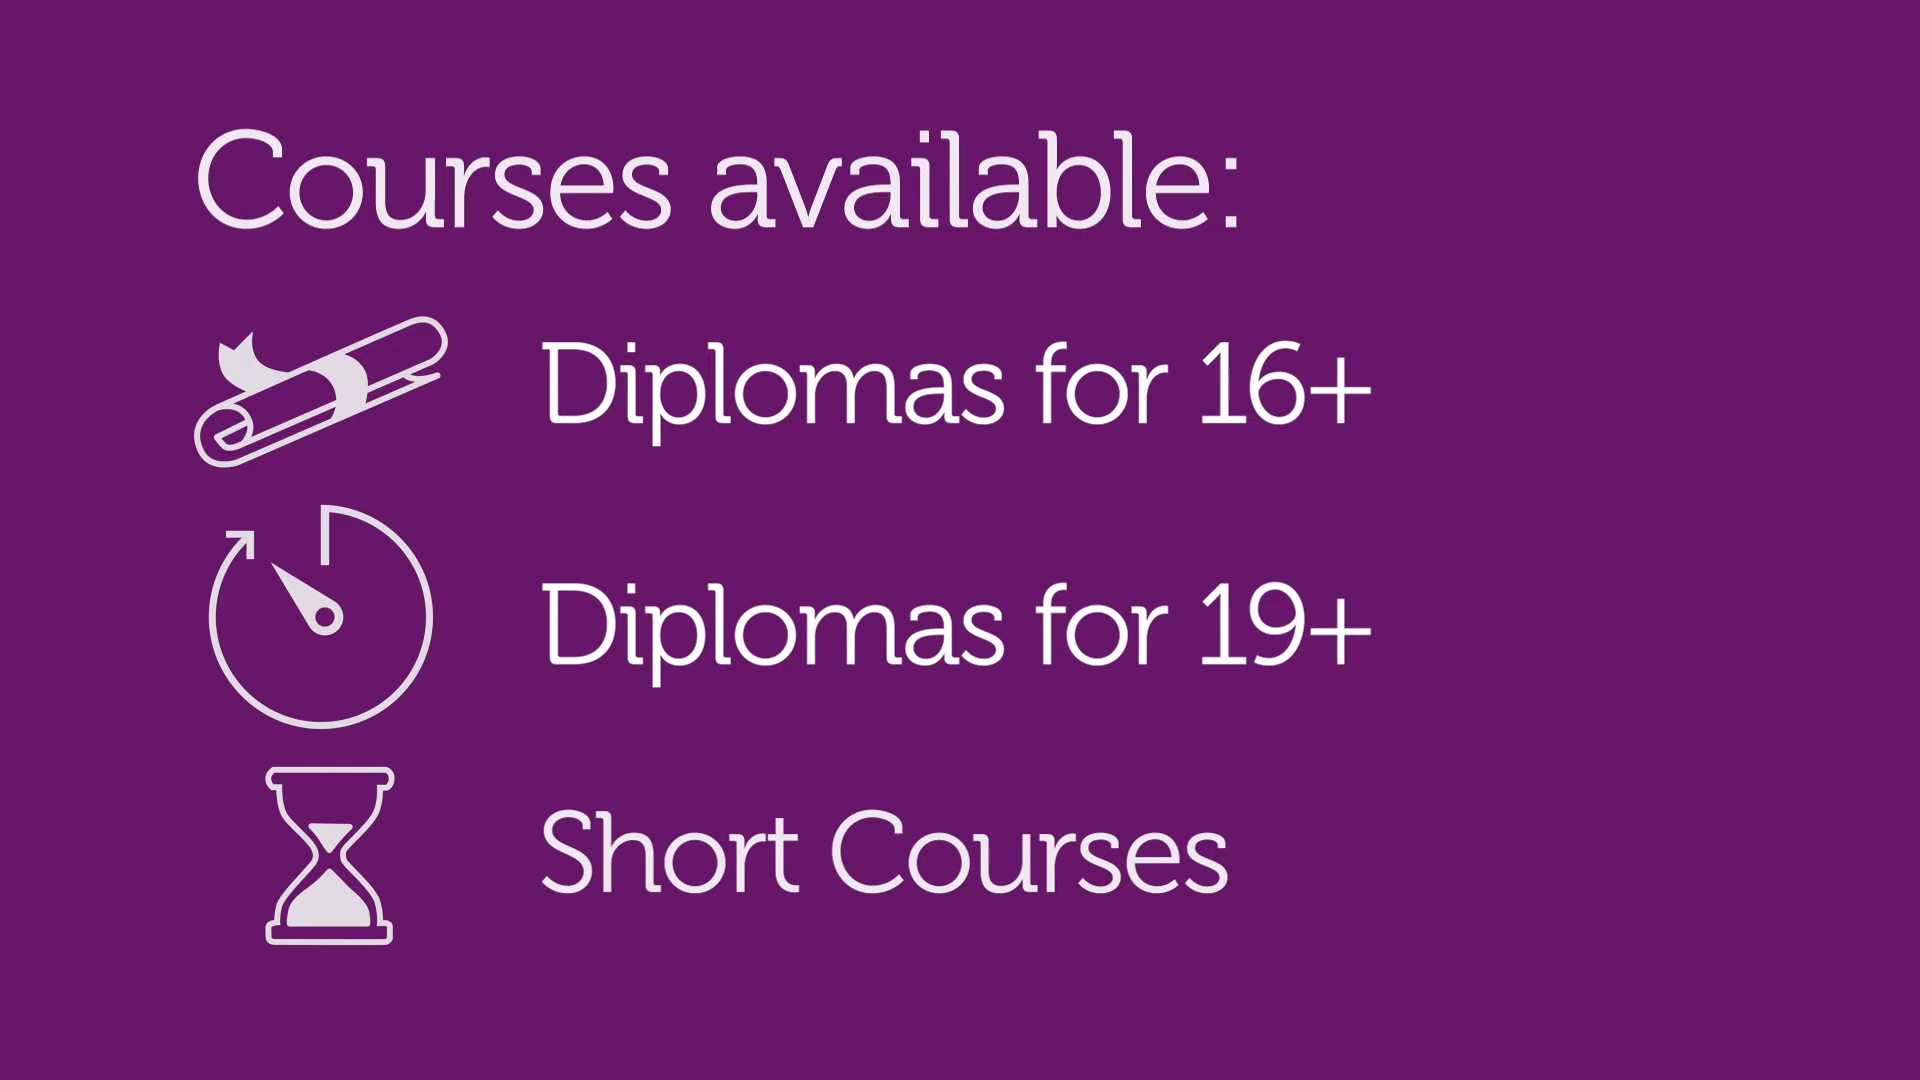 Courses available:
Diplomas for 16+
Diplomas for 19+
Short Courses